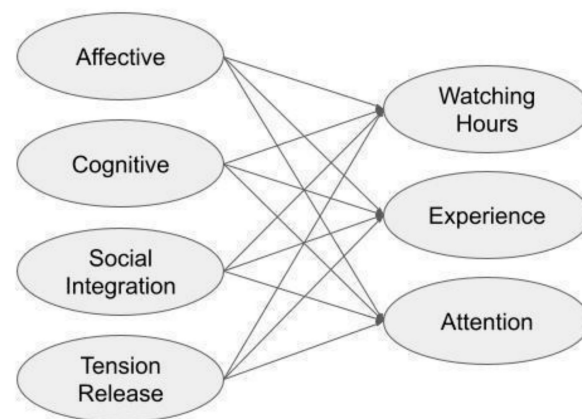 Affective
Cognitive
Social
Integration
Tension
Release
Watching
Hours
Experience
Attention